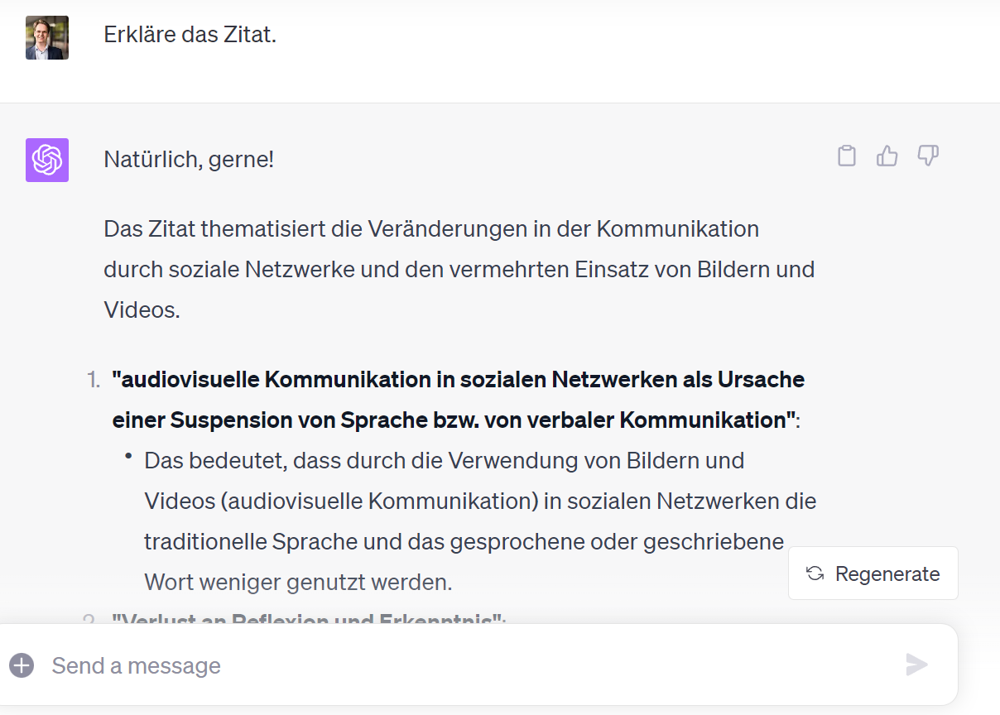 Erkläre das Zitat.
Natürlich, gerne!
Das Zitat thematisiert die Veränderungen in der Kommunikation
durch soziale Netzwerke und den vermehrten Einsatz von Bildern und
Videos.
1. "audiovisuelle Kommunikation in sozialen Netzwerken als Ursache
einer Suspension von Sprache bzw. von verbaler Kommunikation":
• Das bedeutet, dass durch die Verwendung von Bildern und
Videos (audiovisuelle Kommunikation) in sozialen Netzwerken die
traditionelle Sprache und das gesprochene oder geschriebene
Wort weniger genutzt werden.
Regenerate
2. "Verlust an Reflexion und Erkenntnis":
Send a message